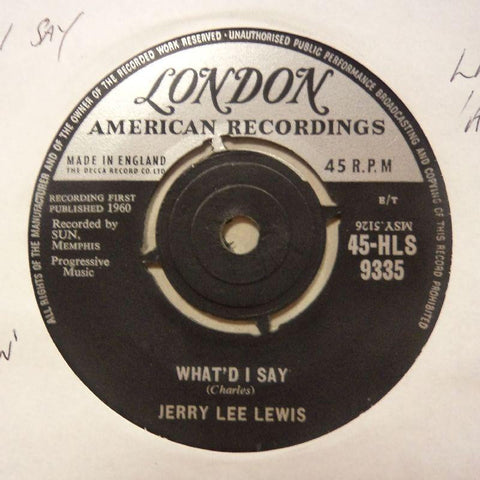 I SAY
ALL RIGHTS OF THE MANUFACTURER AND OF THE OWNER OF THE RECORDED WORK RESERVED · UNAUTHORISED PUBLIC PERFORMANCE BROADCASTING AND COPYING OF THIS RECORD PROHIBITED
LONDON
AMERICAN RECORDINGS
MADE IN ENGLAND
THE DECCA RECORD CO. LTD
45 R.P.M
RECORDING FIRST
PUBLISHED 1960
Recorded by
SUN,
MEMPHIS
Progressive
Music
E/T
MSY.5126
45-HLS
9335
WHAT'D I SAY
(Charles)
JERRY LEE LEWIS